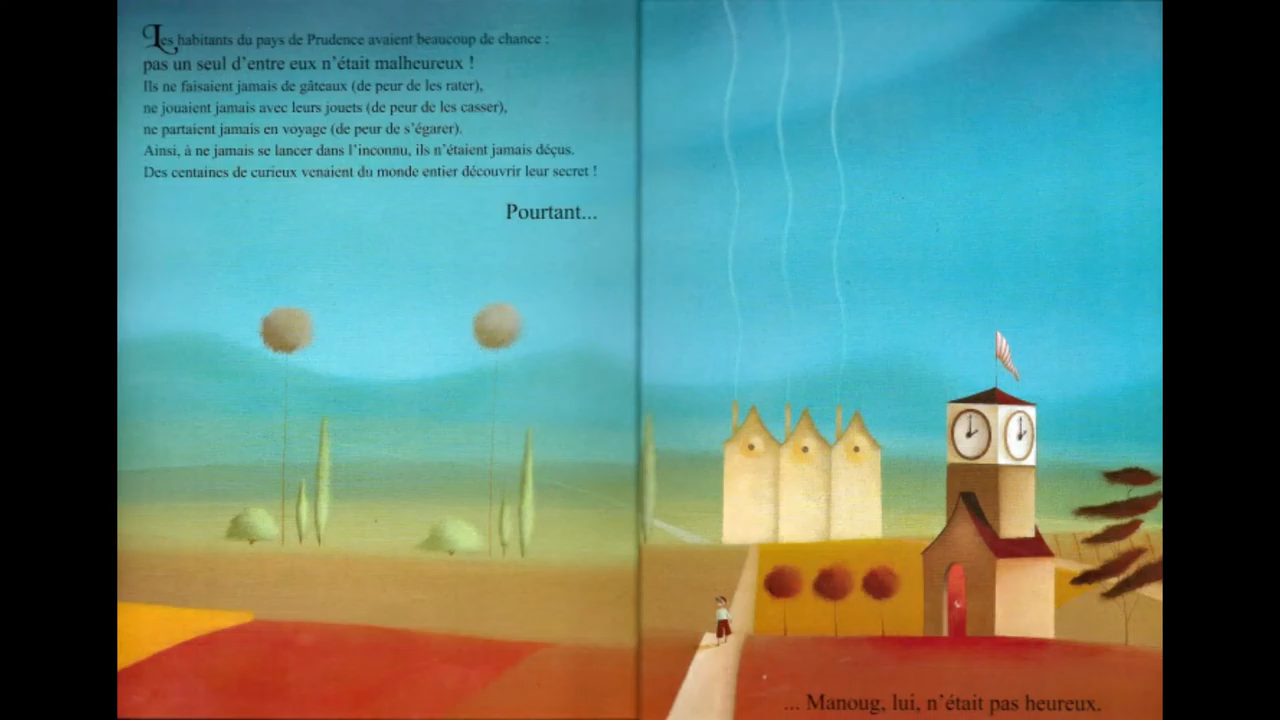 Les habitants du pays de Prudence avaient beaucoup de chance :
pas un seul d'entre eux n'était malheureux !
Ils ne faisaient jamais de gâteaux (de peur de les rater),
ne jouaient jamais avec leurs jouets (de peur de les casser),
ne partaient jamais en voyage (de peur de s'égarer).
Ainsi, à ne jamais se lancer dans l'inconnu, ils n'étaient jamais déçus.
Des centaines de curieux venaient du monde entier découvrir leur secret !
Pourtant...
... Manoug, lui, n'était pas heureux.